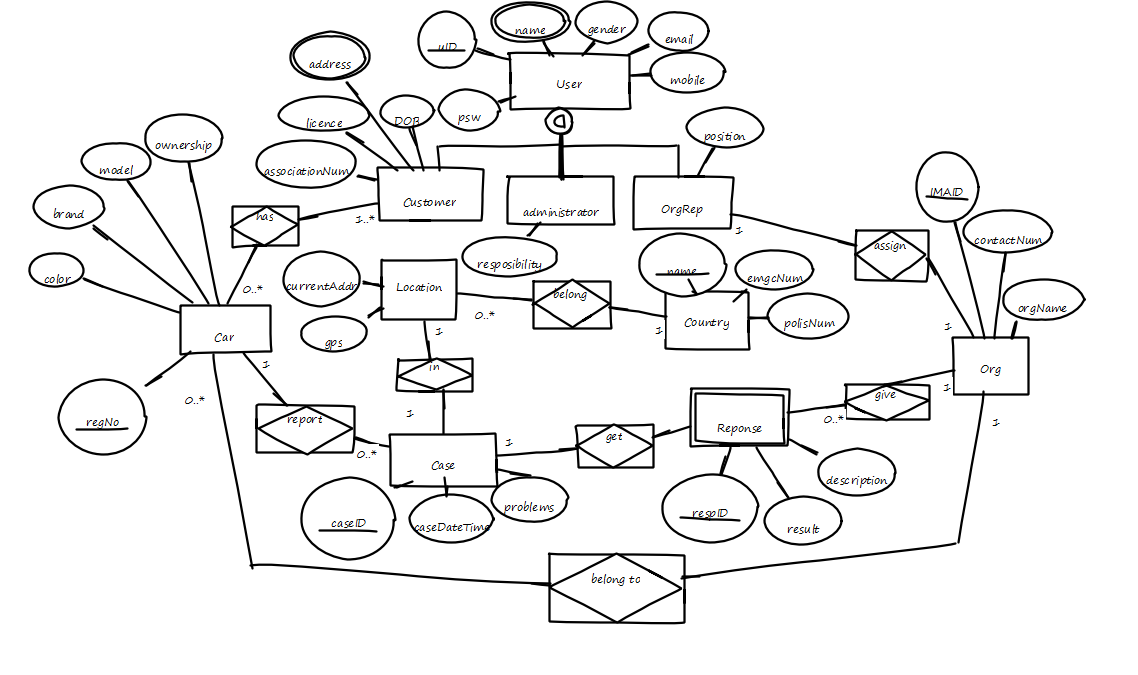 name
gender
uID
email
address
User
mobile
licence
DOB
psw
position
ownership
model
associationNum
IMAID
brand
has
Customer
administrator
OrgRep
1..*
1
assign
contactNum
color
resposibility
name
emgcNum
currentAddr
Location
belong
0..*
orgName
0..*
Country
polisNum
gps
1
1
1
Car
in
Org
1
report
1
give
1
0..*
0..*
1
regNo
get
Reponse
1
0..*
Case
description
problems
caseID
caseDateTime
respID
result
belong to